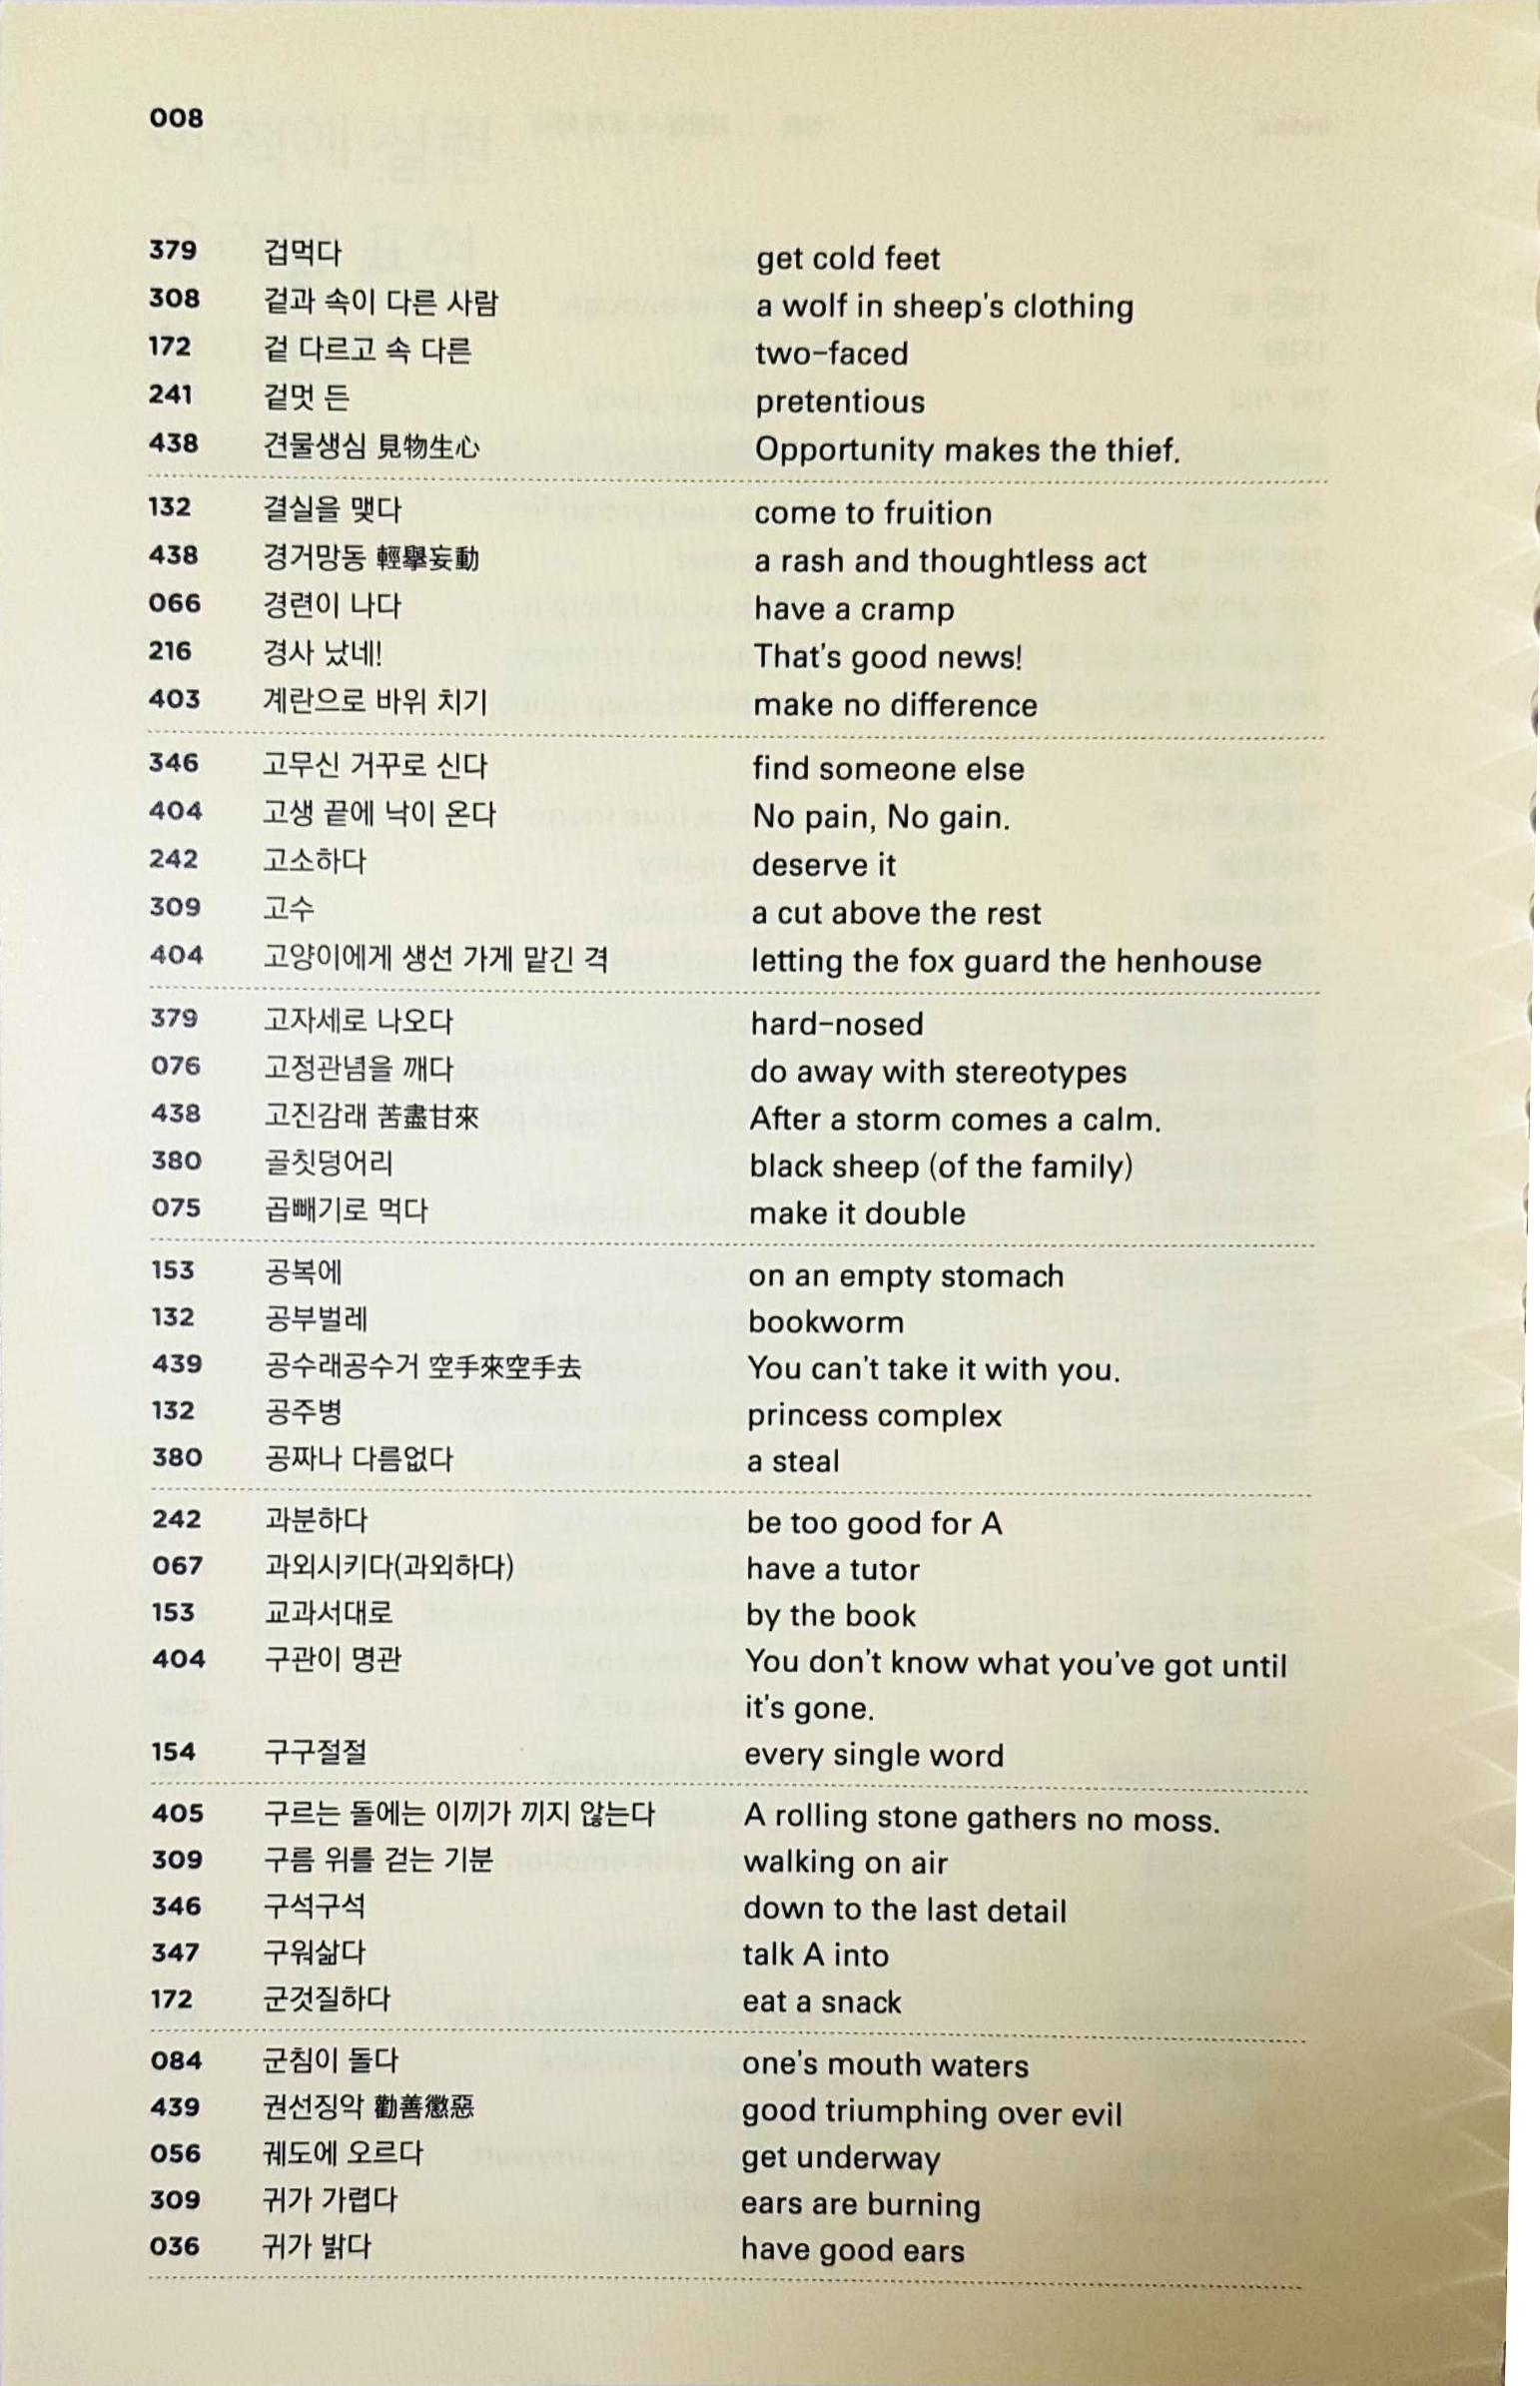 008
379 겁먹다 get cold feet
308 겉과 속이 다른 사람 a wolf in sheep's clothing
172 겉 다르고 속 다른 two-faced
241 겉멋 든 pretentious
438 견물생심 見物生心 Opportunity makes the thief.
132 결실을 맺다 come to fruition
438 경거망동 輕擧妄動 a rash and thoughtless act
066 경련이 나다 have a cramp
216 경사 났네! That's good news!
403 계란으로 바위 치기 make no difference
346 고무신 거꾸로 신다 find someone else
404 고생 끝에 낙이 온다 No pain, No gain.
242 고소하다 deserve it
309 고수 a cut above the rest
404 고양이에게 생선 가게 맡긴 격 letting the fox guard the henhouse
379 고자세로 나오다 hard-nosed
076 고정관념을 깨다 do away with stereotypes
438 고진감래 苦盡甘來 After a storm comes a calm.
380 골칫덩어리 black sheep (of the family)
075 곱빼기로 먹다 make it double
153 공복에 on an empty stomach
132 공부벌레 bookworm
439 공수래공수거 空手來空手去 You can't take it with you.
132 공주병 princess complex
380 공짜나 다름없다 a steal
242 과분하다 be too good for A
067 과외시키다(과외하다) have a tutor
153 교과서대로 by the book
404 구관이 명관 You don't know what you've got until
it's gone.
154 구구절절 every single word
405 구르는 돌에는 이끼가 끼지 않는다 A rolling stone gathers no moss.
309 구름 위를 걷는 기분 walking on air
346 구석구석 down to the last detail
347 구워삶다 talk A into
172 군것질하다 eat a snack
084 군침이 돌다 one's mouth waters
439 권선징악 勸善懲惡 good triumphing over evil
056 궤도에 오르다 get underway
309 귀가 가렵다 ears are burning
036 귀가 밝다 have good ears